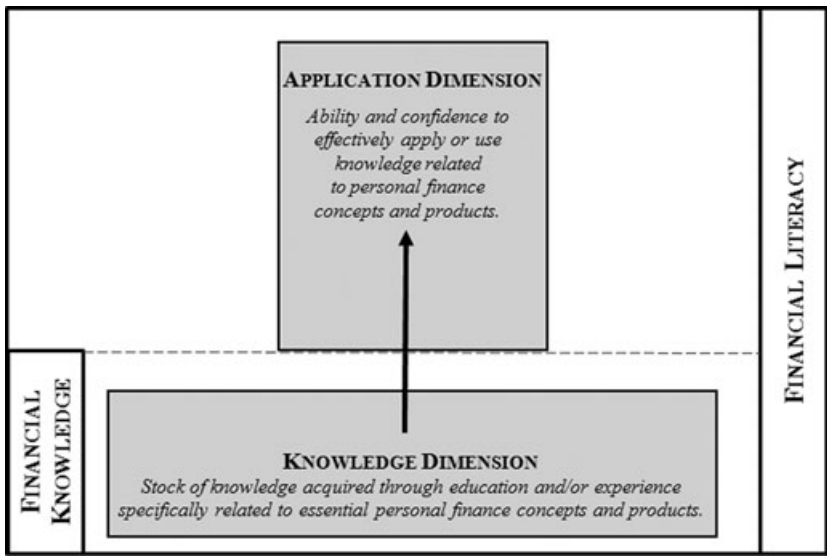 APPLICATION DIMENSION
Ability and confidence to
effectively apply or use
knowledge related
to personal finance
concepts and products.
FINANCIAL LITERACY
FINANCIAL
KNOWLEDGE
KNOWLEDGE DIMENSION
Stock of knowledge acquired through education and/or experience
specifically related to essential personal finance concepts and products.